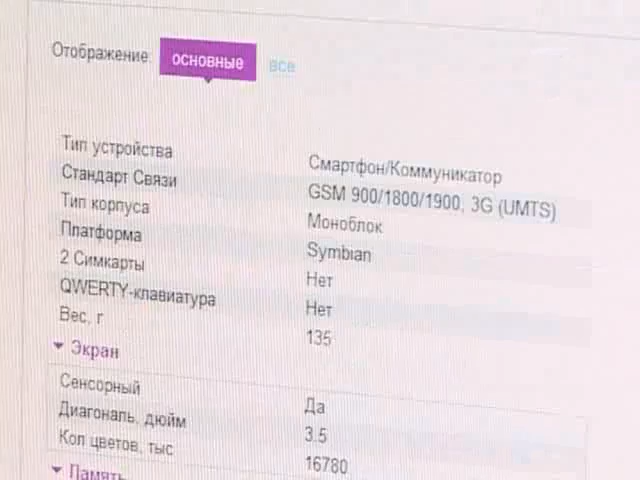 Отображение: основные все
Тип устройства Смартфон/Коммуникатор
Стандарт Связи GSM 900/1800/1900, 3G (UMTS)
Тип корпуса Моноблок
Платформа Symbian
2 Симкарты Нет
QWERTY-клавиатура Нет
Вес, г 135
Экран
Сенсорный Да
Диагональ, дюйм 3.5
Кол цветов, тыс 16780
Память